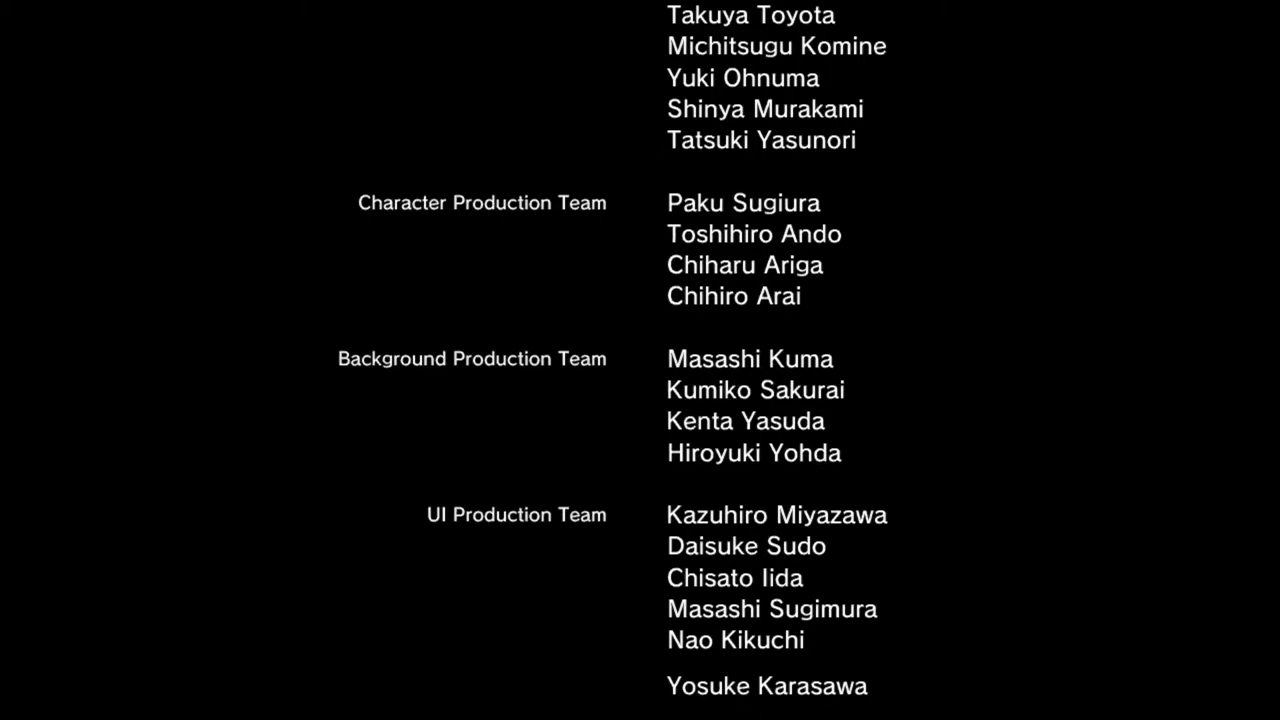 Takuya Toyota
Michitsugu Komine
Yuki Ohnuma
Shinya Murakami
Tatsuki Yasunori
Character Production Team Paku Sugiura
Toshihiro Ando
Chiharu Ariga
Chihiro Arai
Background Production Team Masashi Kuma
Kumiko Sakurai
Kenta Yasuda
Hiroyuki Yohda
UI Production Team Kazuhiro Miyazawa
Daisuke Sudo
Chisato Iida
Masashi Sugimura
Nao Kikuchi
Yosuke Karasawa